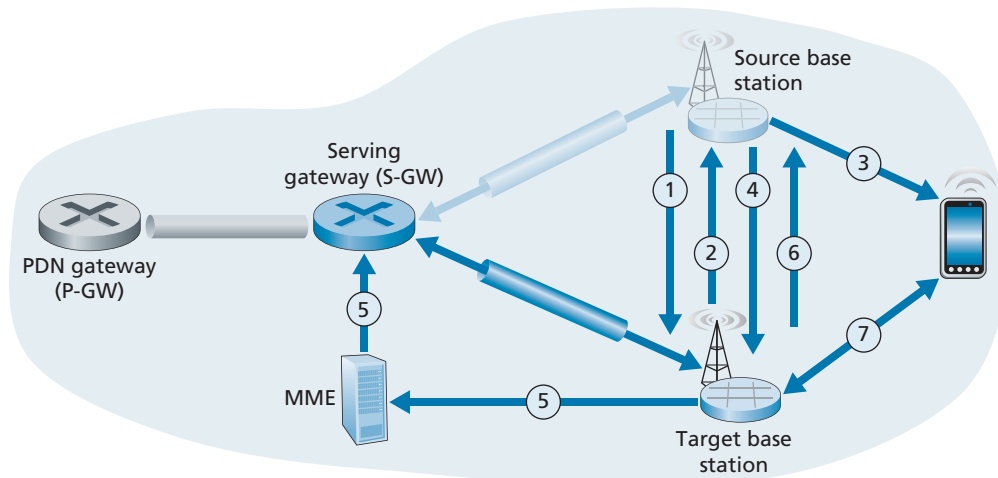 Source base
station
Serving
gateway (S-GW)
1
4
3
PDN gateway
(P-GW)
2
6
5
7
MME
5
Target base
station